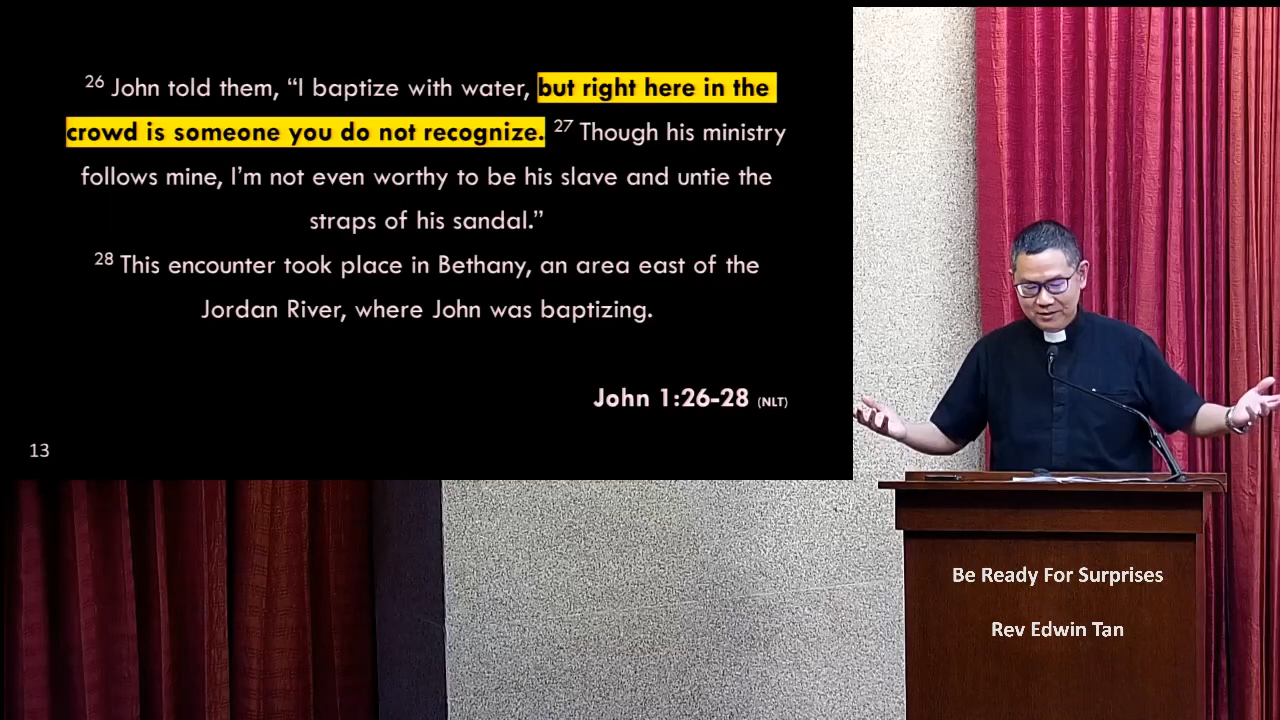 26 John told them, “I baptize with water, but right here in the
crowd is someone you do not recognize. 27 Though his ministry
follows mine, I’m not even worthy to be his slave and untie the
straps of his sandal.”
28 This encounter took place in Bethany, an area east of the
Jordan River, where John was baptizing.
John 1:26-28 (NLT)
13
Be Ready For Surprises
Rev Edwin Tan